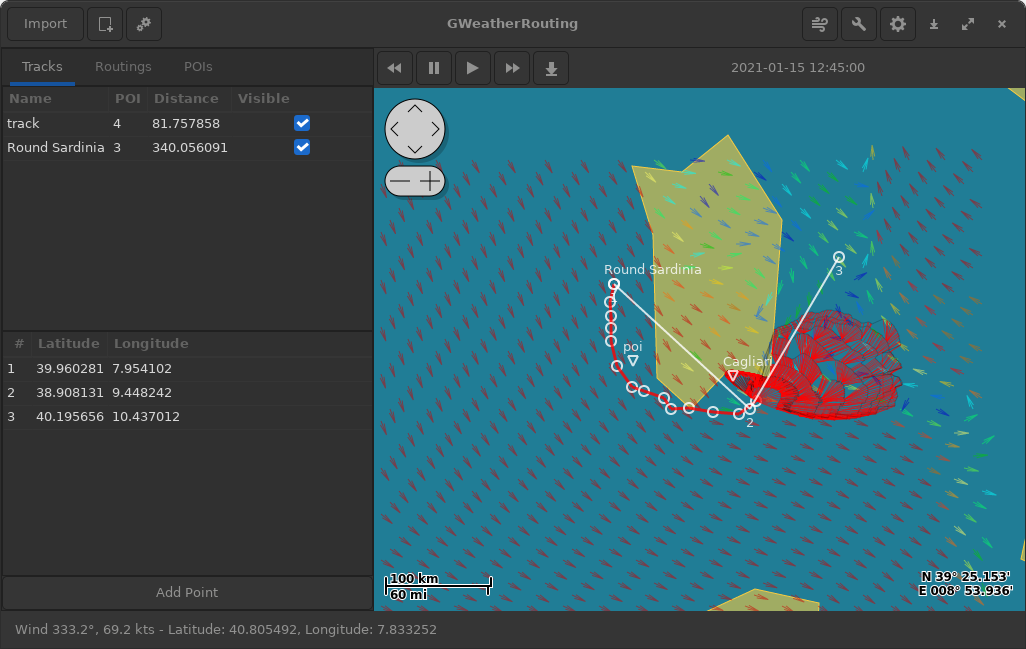 Import
GWeatherRouting
Tracks Routings POIs
2021-01-15 12:45:00
Name POI Distance Visible
track 4 81.757858
Round Sardinia 3 340.056091
# Latitude Longitude
1 39.960281 7.954102
2 38.908131 9.448242
3 40.195656 10.437012
Add Point
3
Round Sardinia
poi
Cagliari
2
100 km
60 mi
N 39° 25.153'
E 008° 53.936'
Wind 333.2°, 69.2 kts - Latitude: 40.805492, Longitude: 7.833252